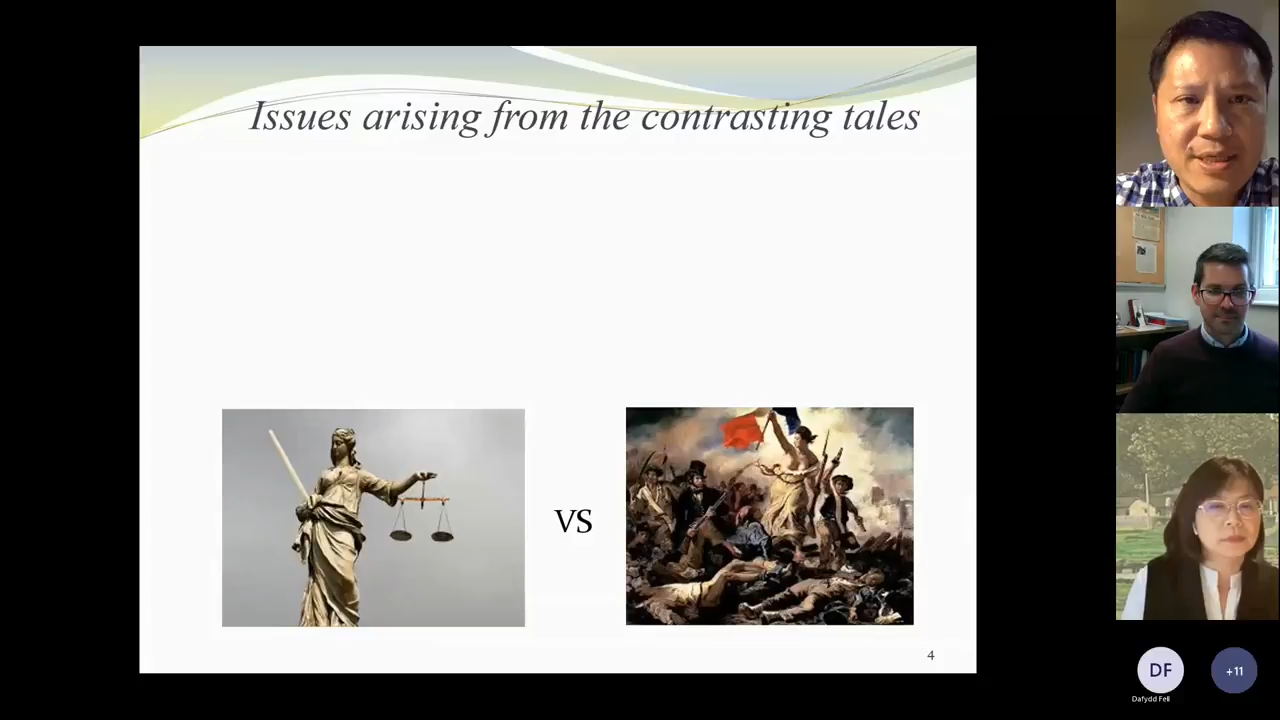 Issues arising from the contrasting tales
VS
4
DF
+11
Dafydd Fell